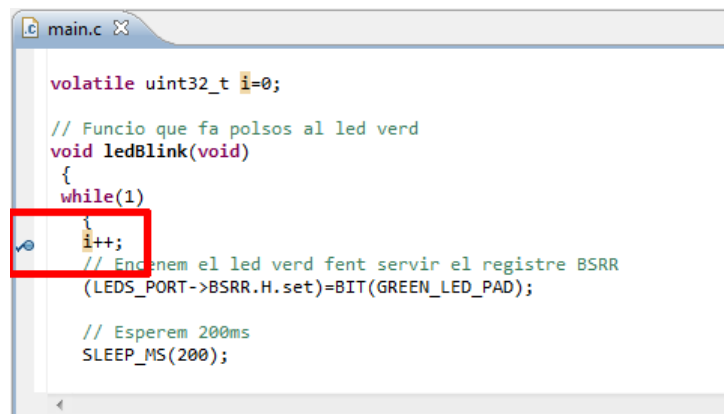 .c main.c
volatile uint32_t i=0;
// Funcio que fa polsos al led verd
void ledBlink(void)
{
while(1)
{
i++;
// Encenem el led verd fent servir el registre BSRR
(LEDS_PORT->BSRR.H.set)=BIT(GREEN_LED_PAD);
// Esperem 200ms
SLEEP_MS(200);